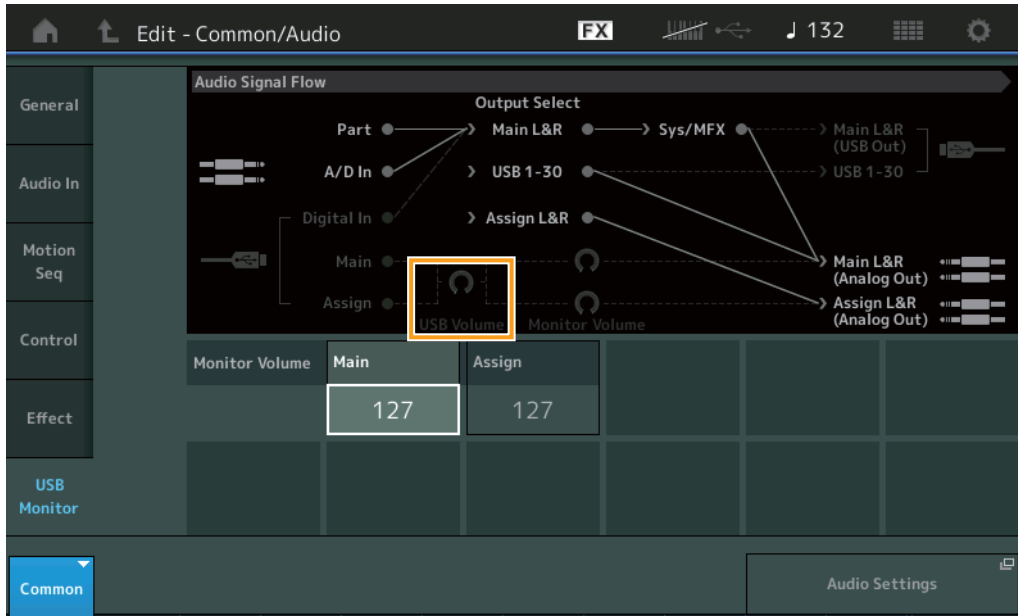 Edit - Common/Audio
FX
♩ 132
General
Audio In
Motion
Seq
Control
Effect
USB
Monitor
Common
Audio Signal Flow
Output Select
Part
Main L&R
Sys/MFX
Main L&R
(USB Out)
A/D In
USB 1-30
USB 1-30
Digital In
Assign L&R
Main
Main L&R
(Analog Out)
Assign
Assign L&R
(Analog Out)
USB Volume
Monitor Volume
Monitor Volume
Main
Assign
127
127
Audio Settings